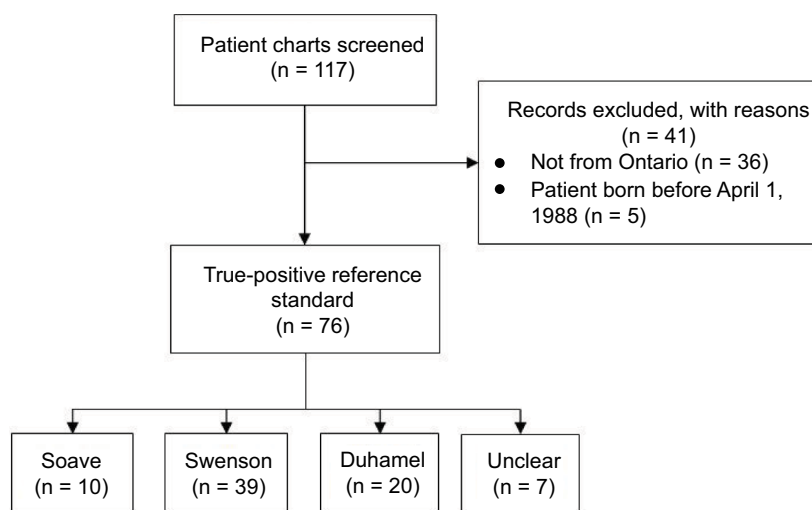 Patient charts screened
(n = 117)
Records excluded, with reasons
(n = 41)
● Not from Ontario (n = 36)
● Patient born before April 1,
1988 (n = 5)
True-positive reference
standard
(n = 76)
Soave
(n = 10)
Swenson
(n = 39)
Duhamel
(n = 20)
Unclear
(n = 7)